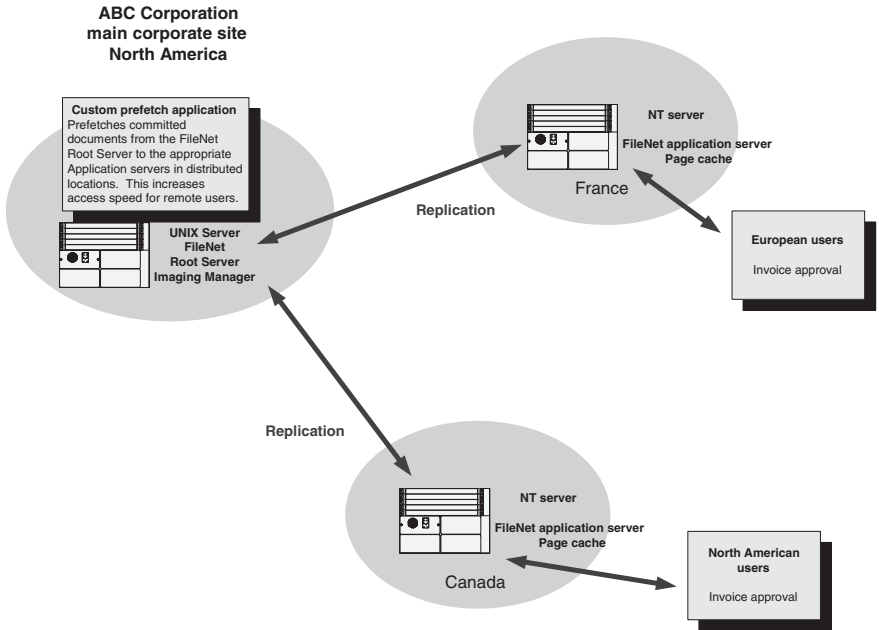 ABC Corporation
main corporate site
North America
Custom prefetch application
Prefetches committed
documents from the FileNet
Root Server to the appropriate
Application servers in distributed
locations. This increases
access speed for remote users.
UNIX Server
FileNet
Root Server
Imaging Manager
Replication
NT server
FileNet application server
Page cache
France
European users
Invoice approval
Replication
NT server
FileNet application server
Page cache
Canada
North American
users
Invoice approval